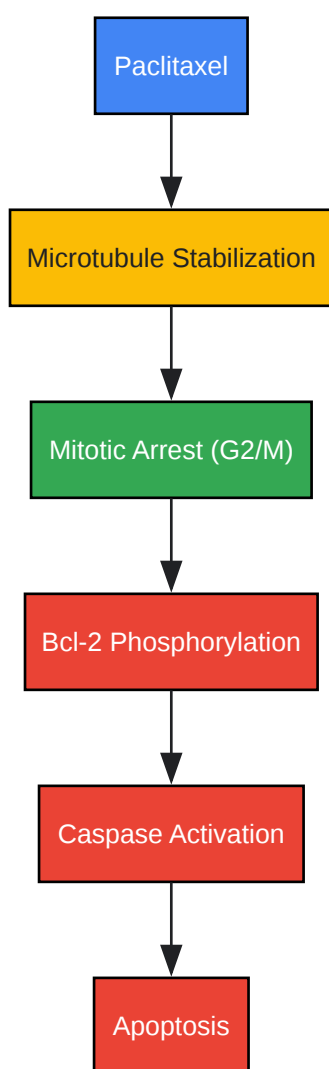 Paclitaxel
Microtubule Stabilization
Mitotic Arrest (G2/M)
Bcl-2 Phosphorylation
Caspase Activation
Apoptosis